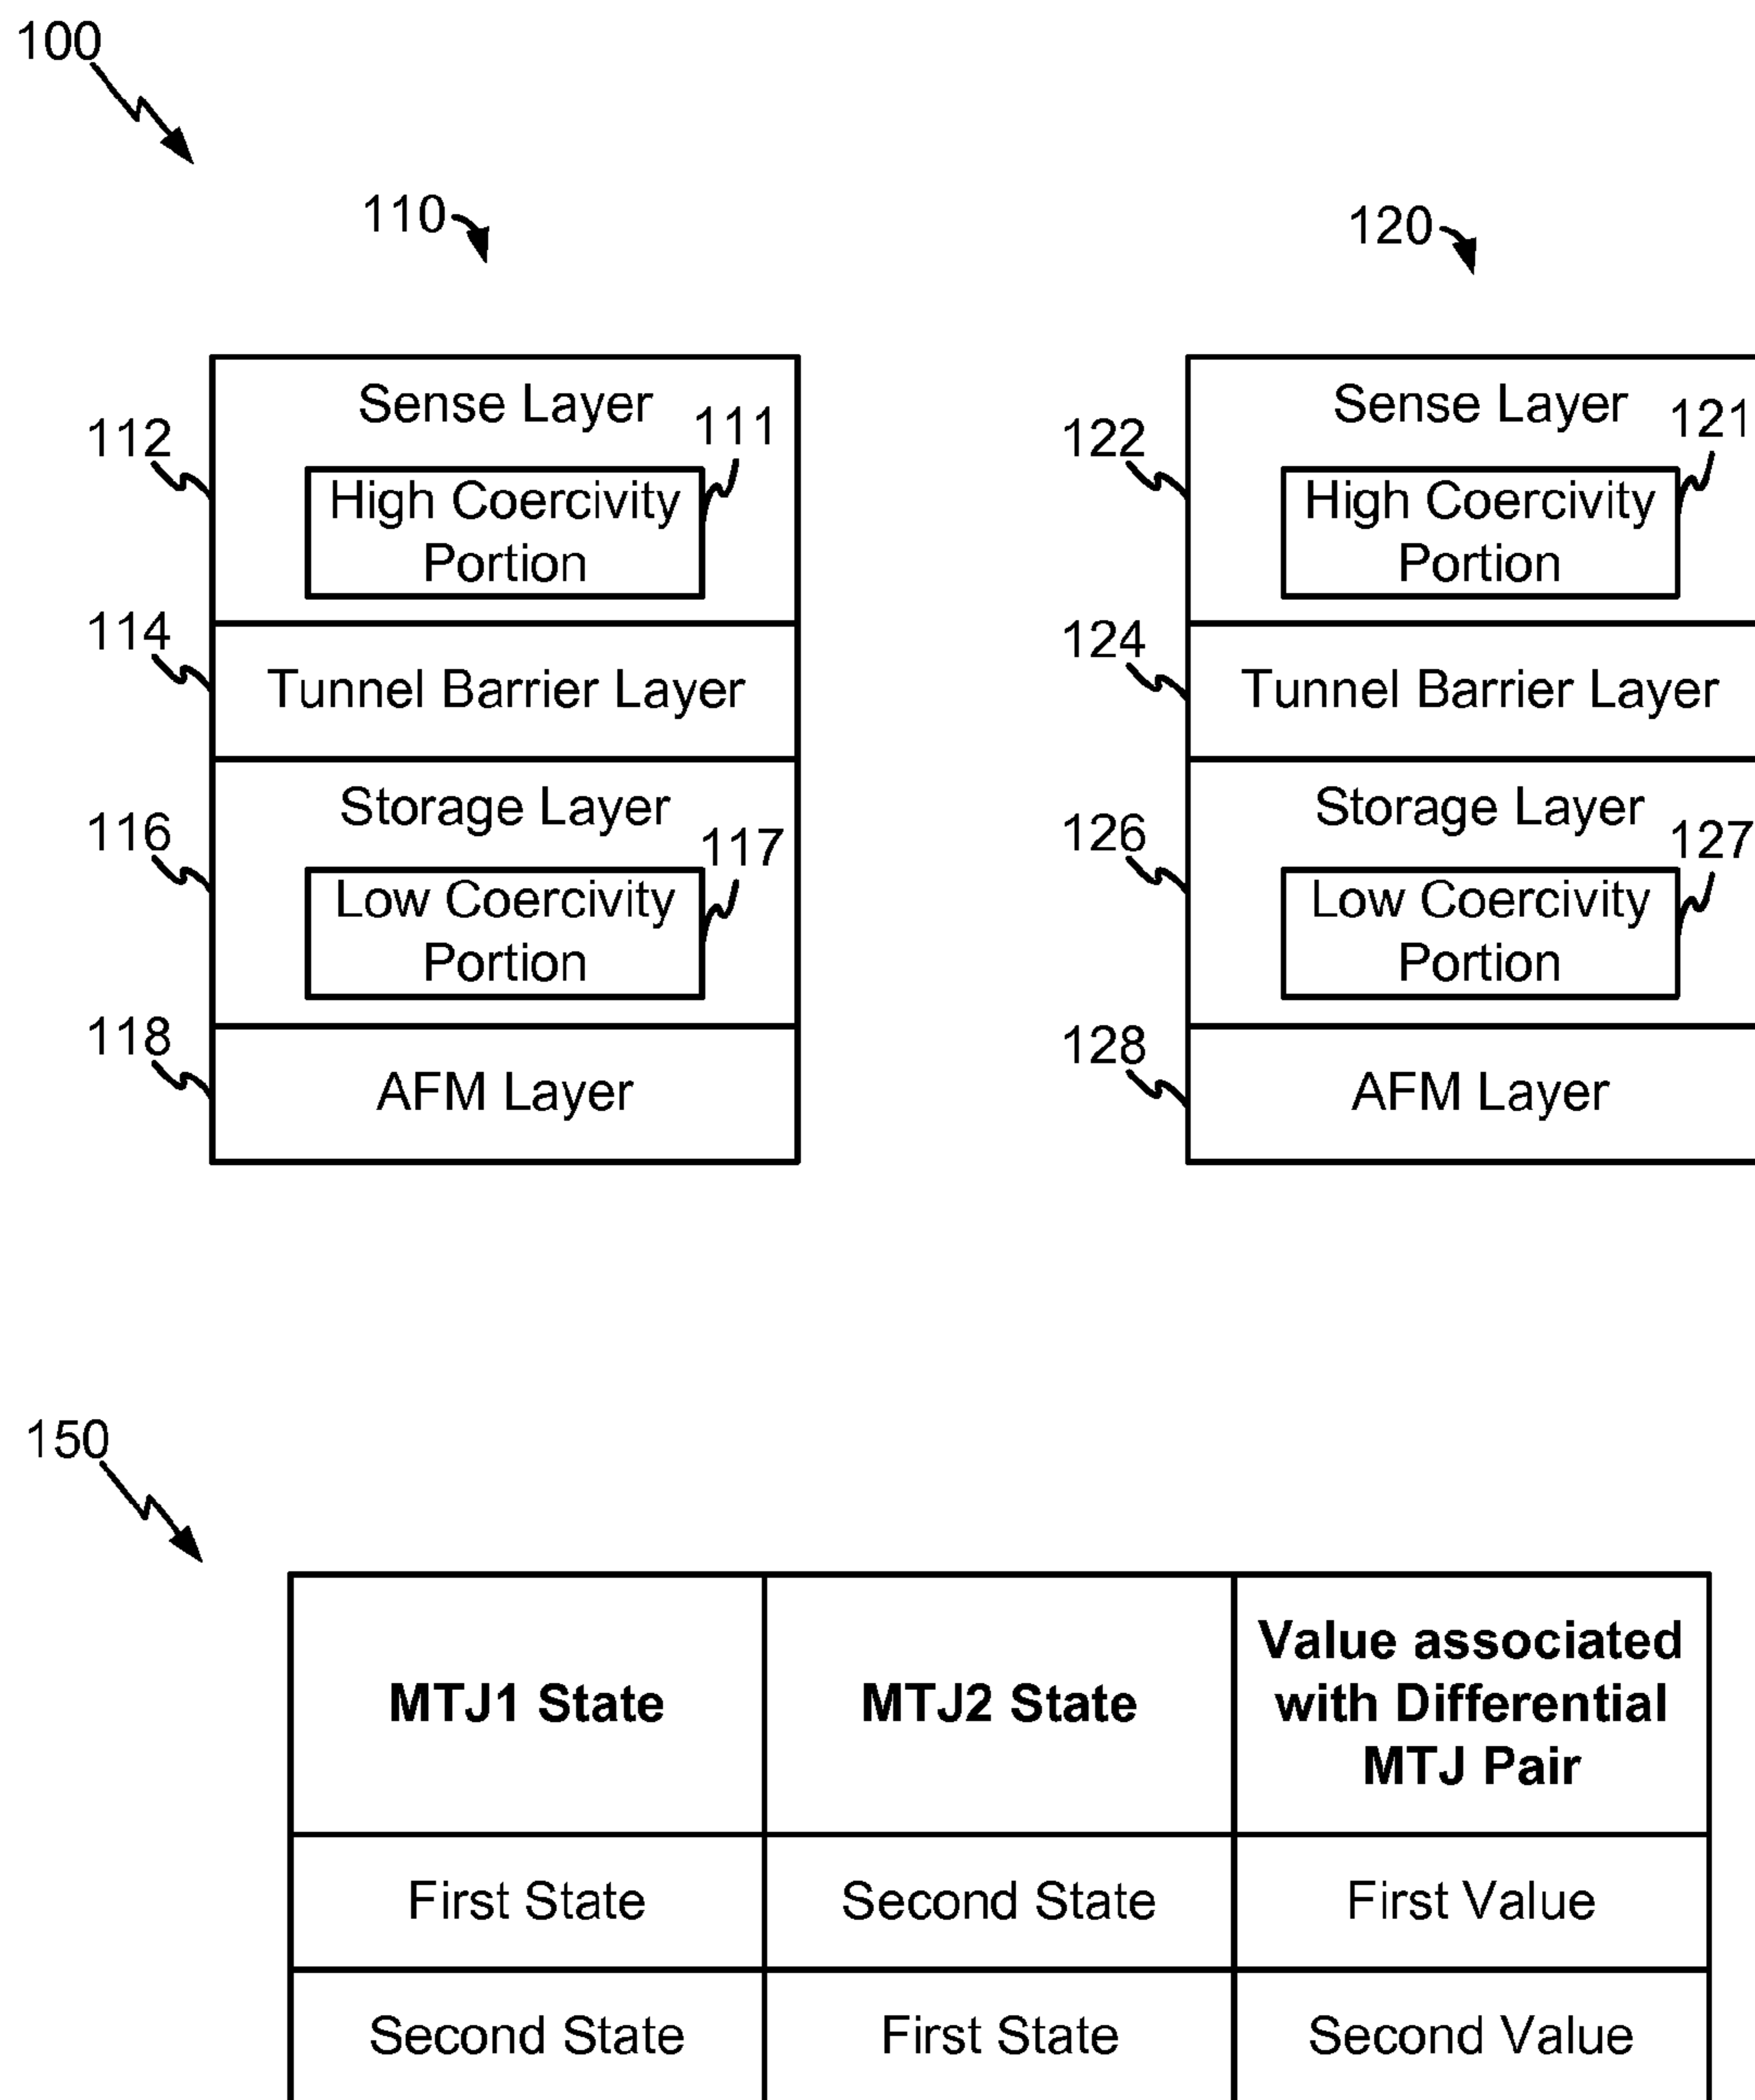 100
110
120
Sense Layer
111
112
High Coercivity
Portion
114
Tunnel Barrier Layer
Storage Layer
116
117
Low Coercivity
Portion
118
AFM Layer
Sense Layer
121
122
High Coercivity
Portion
124
Tunnel Barrier Layer
Storage Layer
126
127
Low Coercivity
Portion
128
AFM Layer
150
MTJ1 State
MTJ2 State
Value associated
with Differential
MTJ Pair
First State
Second State
First Value
Second State
First State
Second Value